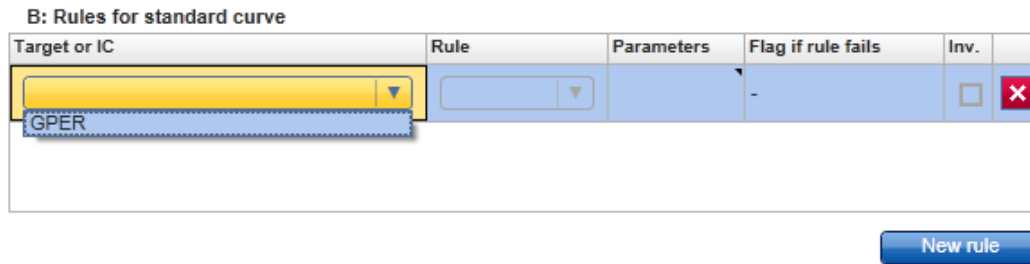 B: Rules for standard curve
Target or IC Rule Parameters Flag if rule fails Inv.
-
GPER
New rule